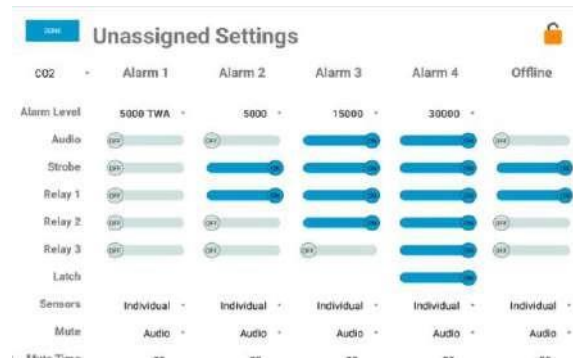 ZONE
Unassigned Settings
CO2 Alarm 1 Alarm 2 Alarm 3 Alarm 4 Offline
Alarm Level 5000 TWA 5000 15000 30000
Audio OFF OFF ON ON OFF
Strobe OFF ON ON ON ON
Relay 1 OFF ON ON ON ON
Relay 2 OFF OFF ON ON OFF
Relay 3 OFF OFF OFF ON OFF
Latch ON
Sensors Individual Individual Individual Individual Individual
Mute Audio Audio Audio Audio Audio
Mute Time